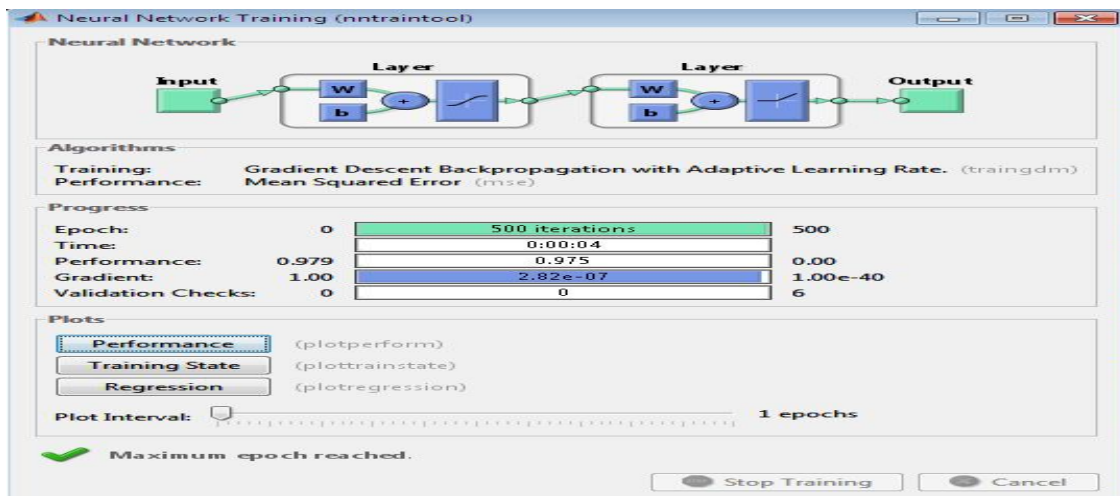 Neural Network Training (nntraintool)
Neural Network
Layer Layer
Input Output
W W
b b
+ +
Algorithms
Training: Gradient Descent Backpropagation with Adaptive Learning Rate. (traingdm)
Performance: Mean Squared Error (mse)
Progress
Epoch: 0 500 iterations 500
Time: 0:00:04
Performance: 0.979 0.975 0.00
Gradient: 1.00 2.82e-07 1.00e-40
Validation Checks: 0 0 6
Plots
Performance (plotperform)
Training State (plottrainstate)
Regression (plotregression)
Plot Interval: 1 epochs
Maximum epoch reached.
Stop Training Cancel